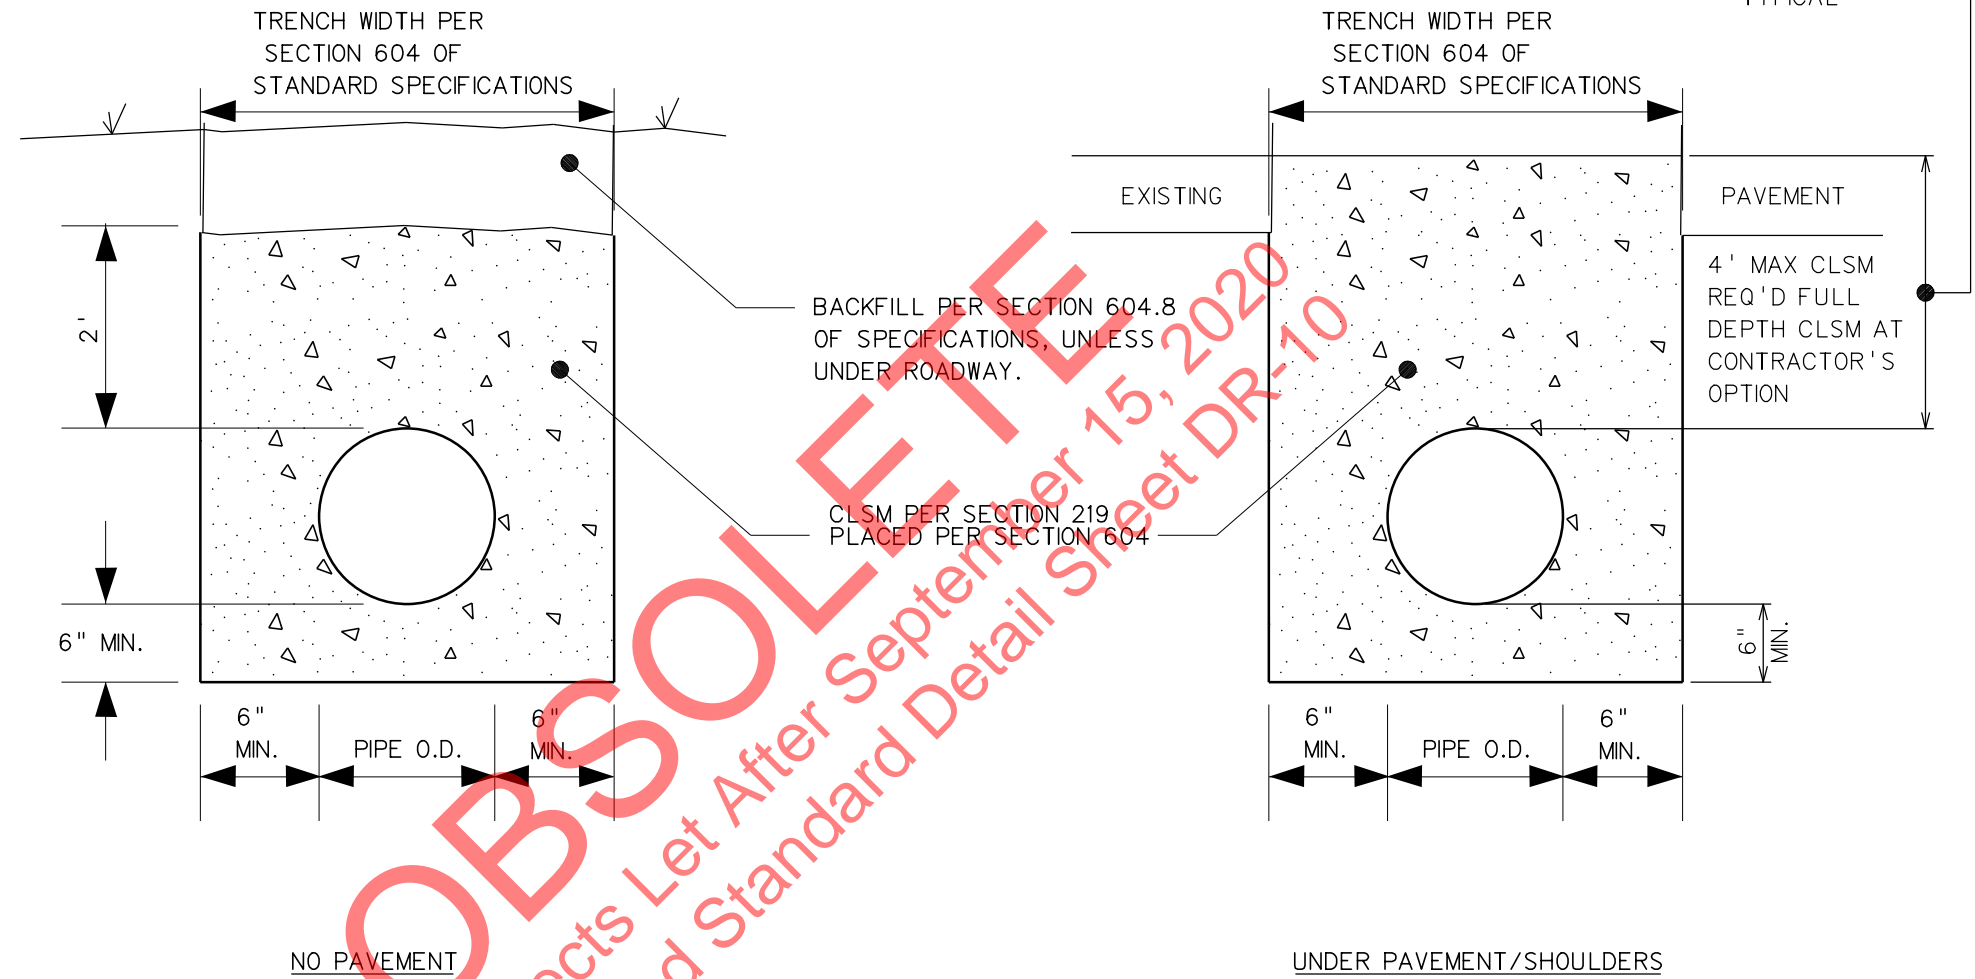 TRENCH WIDTH PER
SECTION 604 OF
STANDARD SPECIFICATIONS
TRENCH WIDTH PER
SECTION 604 OF
STANDARD SPECIFICATIONS
TYPICAL
EXISTING
PAVEMENT
2'
BACKFILL PER SECTION 604.8
OF SPECIFICATIONS, UNLESS
UNDER ROADWAY.
4' MAX CLSM
REQ'D FULL
DEPTH CLSM AT
CONTRACTOR'S
OPTION
CLSM PER SECTION 219
PLACED PER SECTION 604
6" MIN.
6"
MIN.
6"
MIN.
PIPE O.D.
6"
MIN.
6"
MIN.
PIPE O.D.
6"
MIN.
NO PAVEMENT
UNDER PAVEMENT/SHOULDERS
OBSOLETE
Let After September 15, 2020
Standard Detail Sheet DR-10